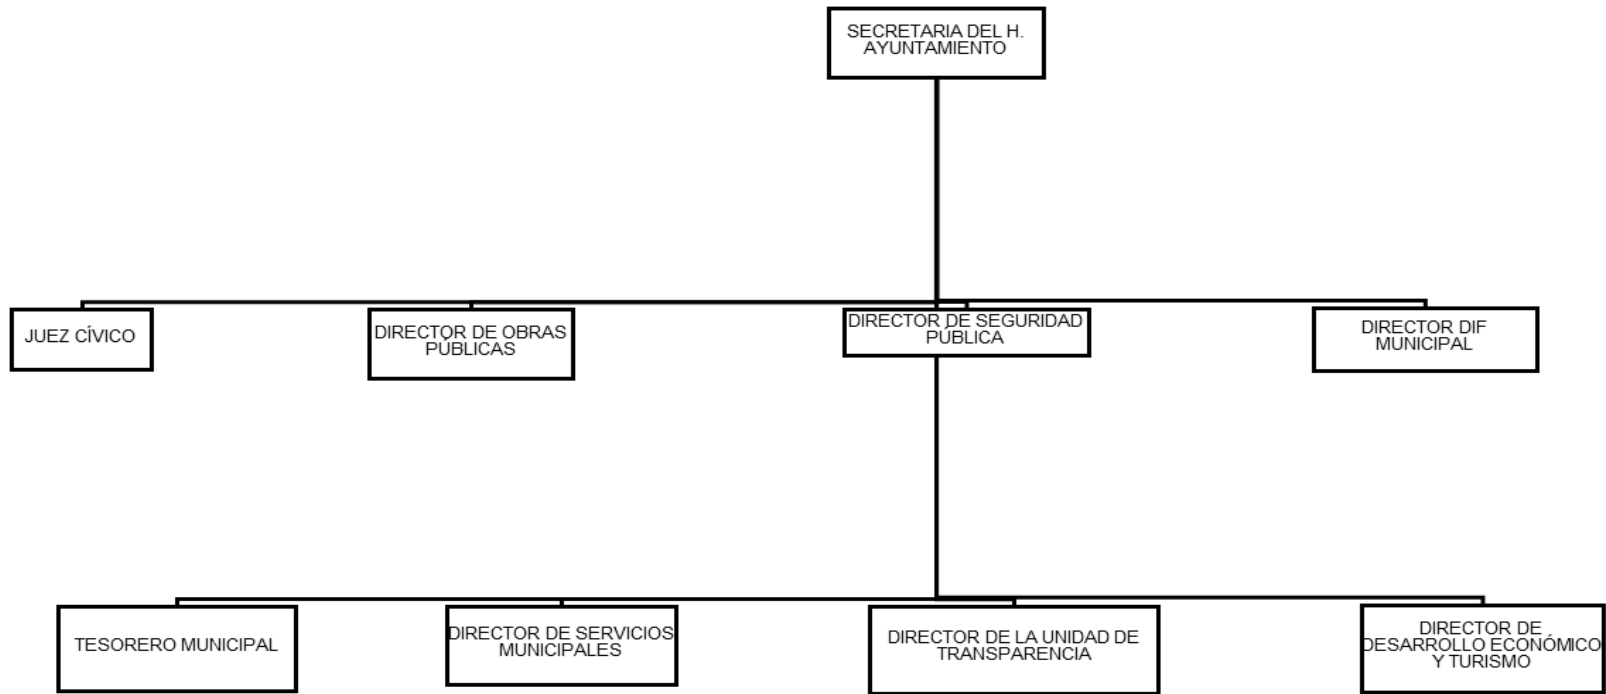 SECRETARIA DEL H.
AYUNTAMIENTO
JUEZ CÍVICO
DIRECTOR DE OBRAS
PÚBLICAS
DIRECTOR DE SEGURIDAD
PÚBLICA
DIRECTOR DIF
MUNICIPAL
TESORERO MUNICIPAL
DIRECTOR DE SERVICIOS
MUNICIPALES
DIRECTOR DE LA UNIDAD DE
TRANSPARENCIA
DIRECTOR DE
DESARROLLO ECONÓMICO
Y TURISMO